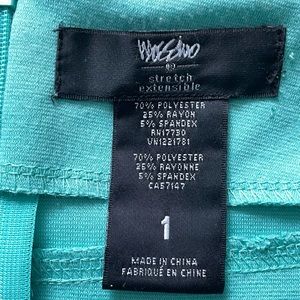 mossimo
stretch
extensible
70% POLYESTER
25% RAYON
5% SPANDEX
RN17730
VN1221781
70% POLYESTER
25% RAYONNE
5% SPANDEX
CA57147
1
MADE IN CHINA
FABRIQUÉ EN CHINE